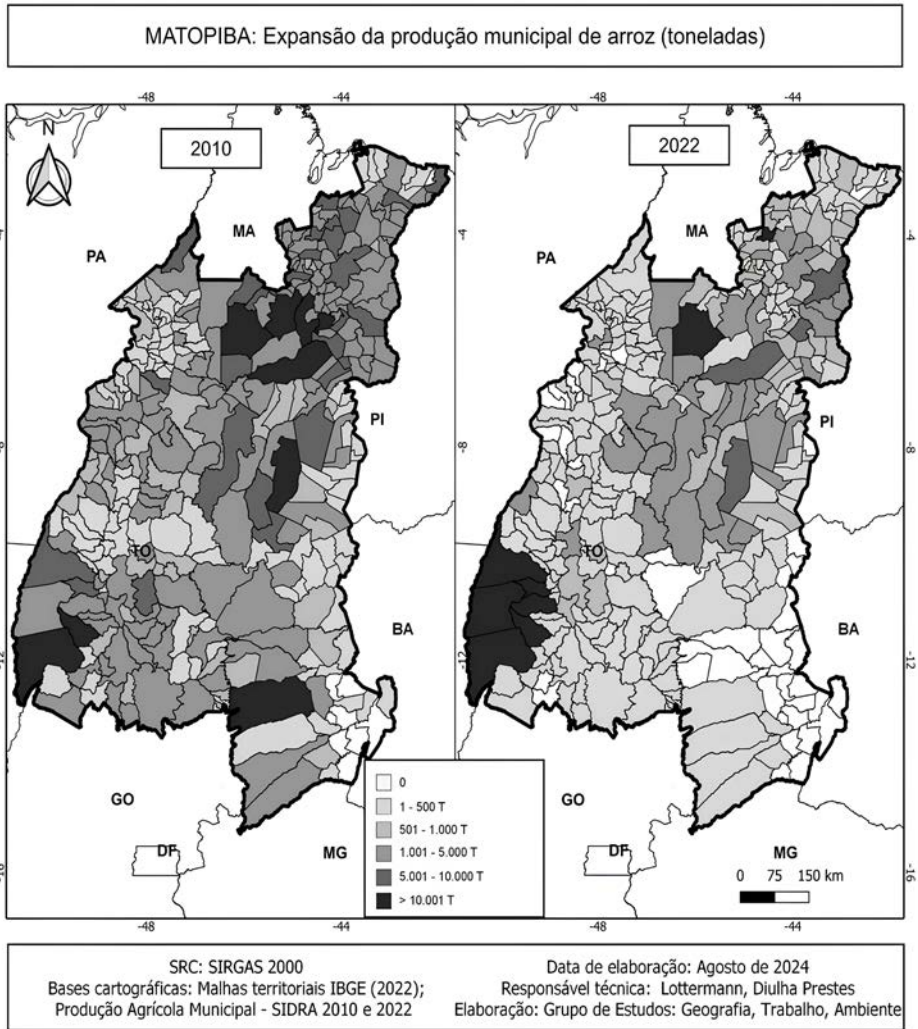 MATOPIBA: Expansão da produção municipal de arroz (toneladas)
-48
-44
-48
-44
N
2010
2022
MA
MA
PA
PA
-4
-4
PI
PI
-8
-8
TO
TO
BA
BA
-12
-12
GO
GO
DF
DF
MG
MG
0
1 - 500 T
501 - 1.000 T
1.001 - 5.000 T
5.001 - 10.000 T
> 10.001 T
0 75 150 km
-16
-16
-48
-44
-48
-44
SRC: SIRGAS 2000
Bases cartográficas: Malhas territoriais IBGE (2022);
Produção Agrícola Municipal - SIDRA 2010 e 2022
Data de elaboração: Agosto de 2024
Responsável técnica: Lottermann, Diulha Prestes
Elaboração: Grupo de Estudos: Geografia, Trabalho, Ambiente